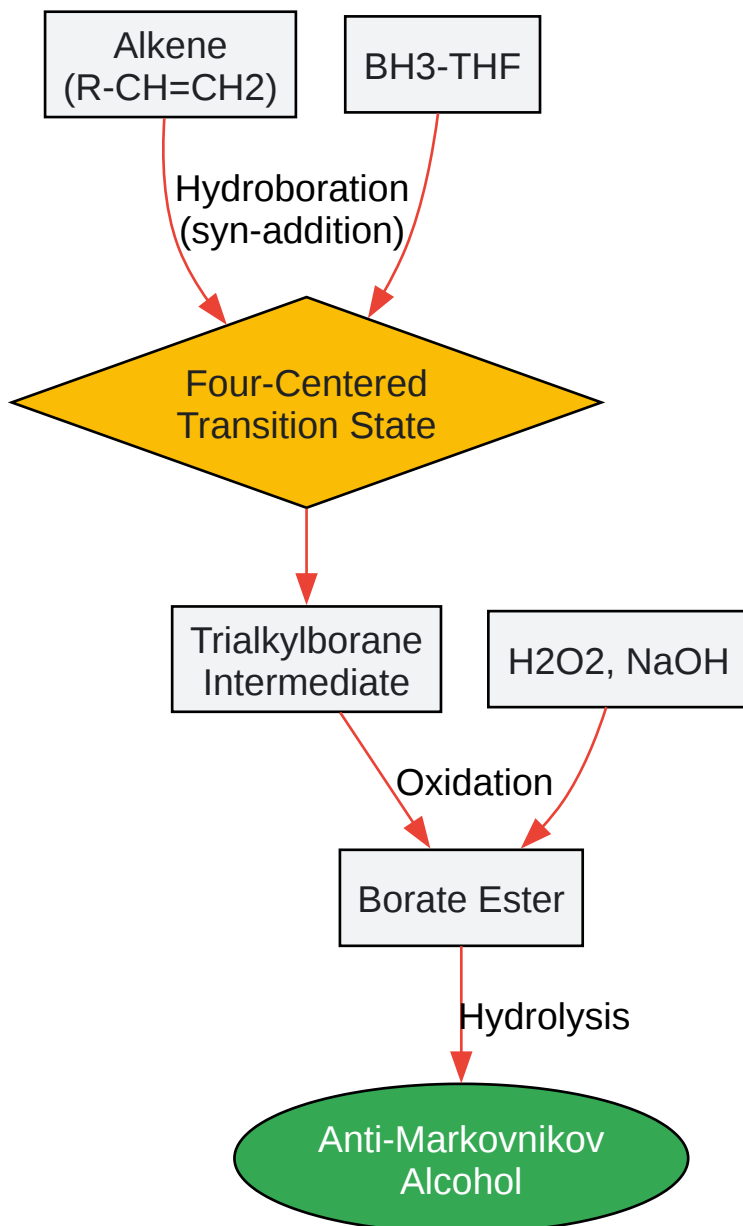 Alkene
(R-CH=CH2)
BH3-THF
Hydroboration
(syn-addition)
Four-Centered
Transition State
Trialkylborane
Intermediate
H2O2, NaOH
Oxidation
Borate Ester
Hydrolysis
Anti-Markovnikov
Alcohol